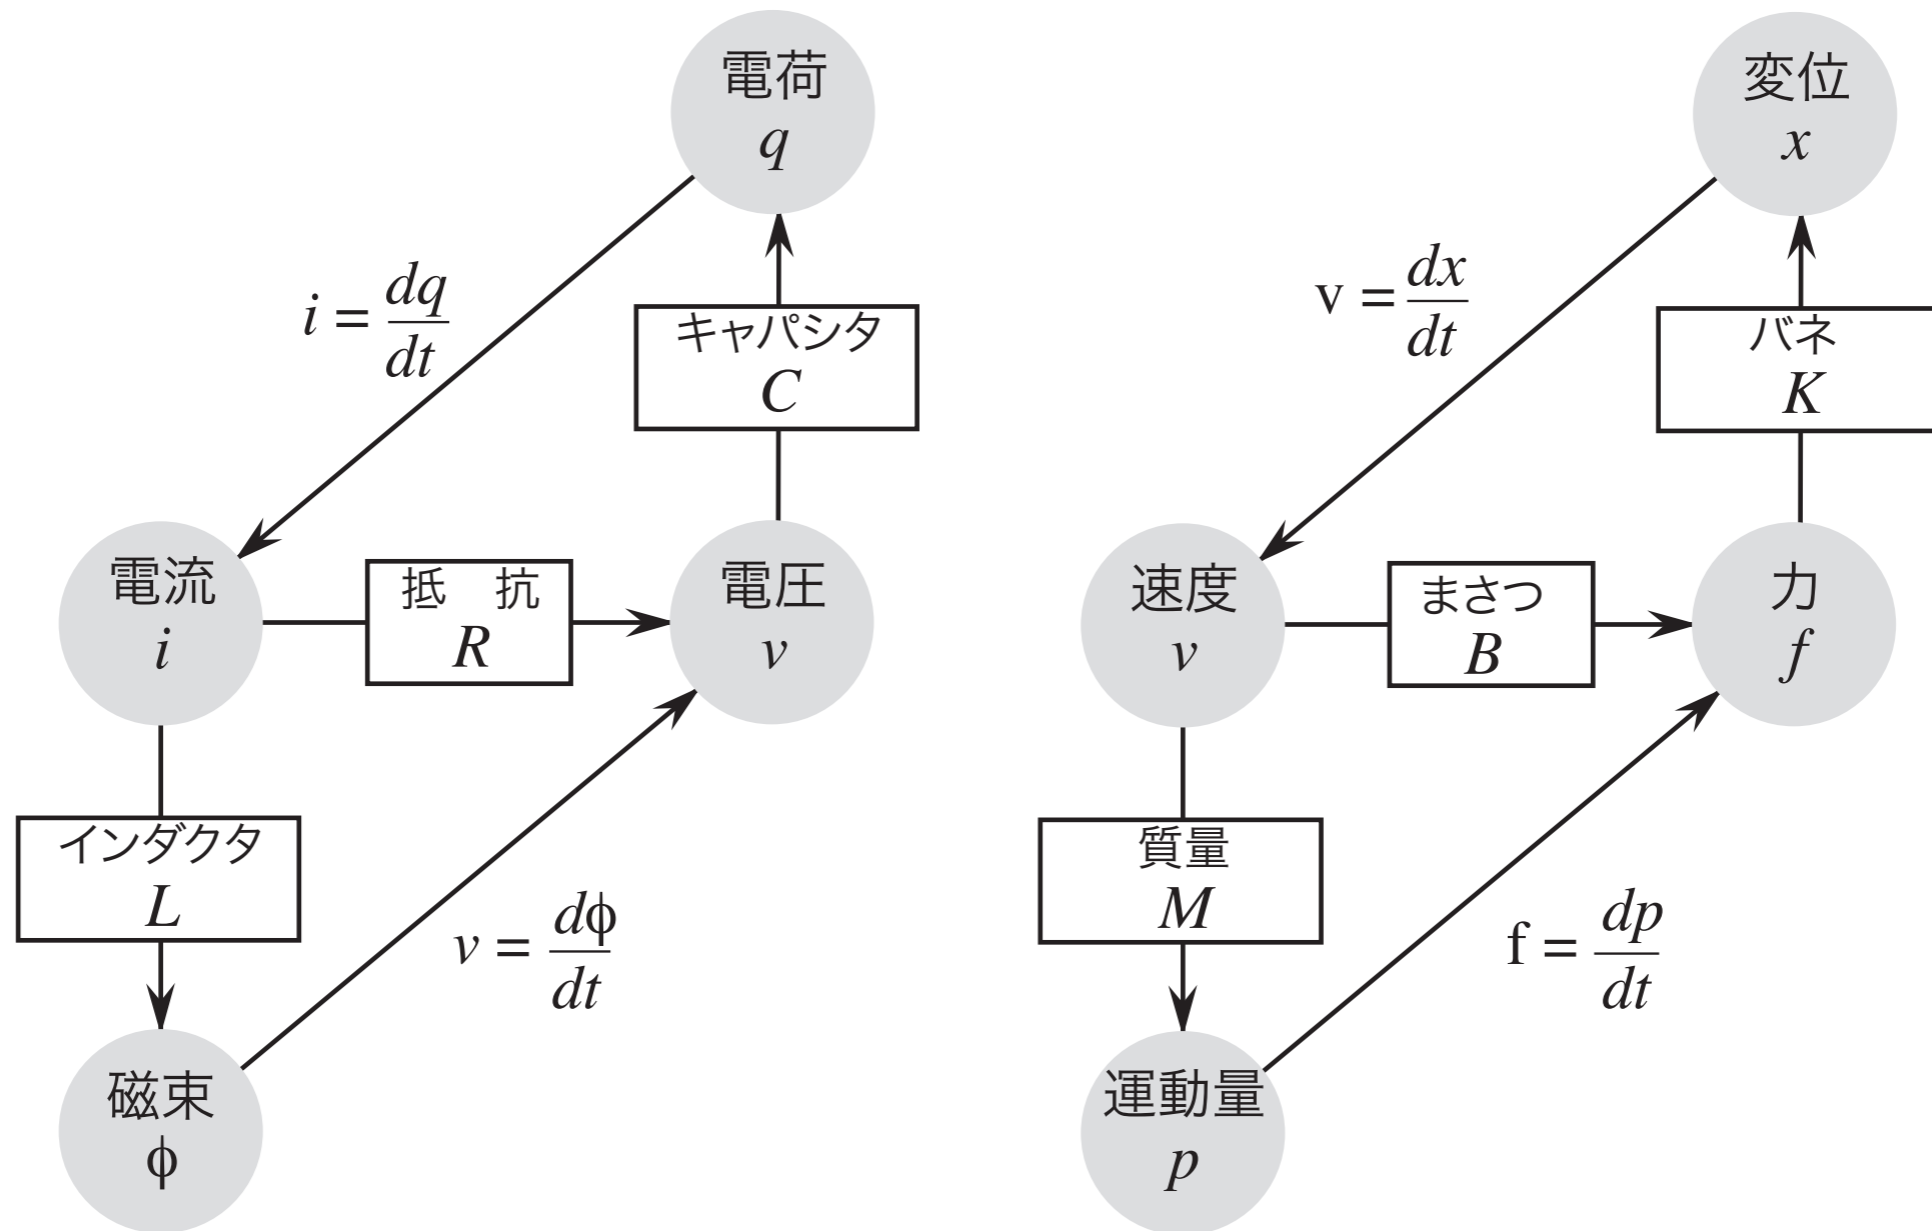 電荷
q
i = dq/dt
キャパシタ
C
電流
i
抵 抗
R
電圧
v
インダクタ
L
v = dφ/dt
磁束
φ
変位
x
v = dx/dt
バネ
K
速度
v
まさつ
B
力
f
質量
M
f = dp/dt
運動量
p